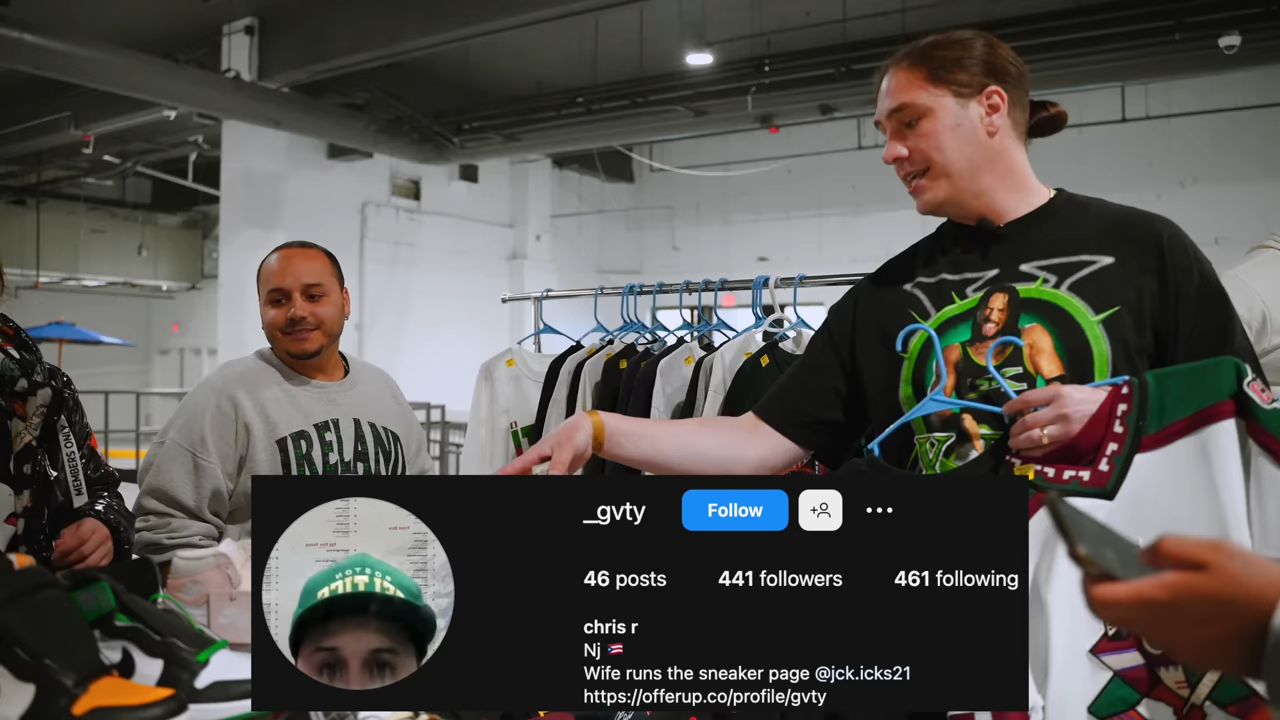 IRELAND
MEMBERS ONLY
_gvty
Follow
46 posts
441 followers
461 following
chris r
Nj 🇵🇷
Wife runs the sneaker page @jck.icks21
https://offerup.co/profile/gvty
BOSTON